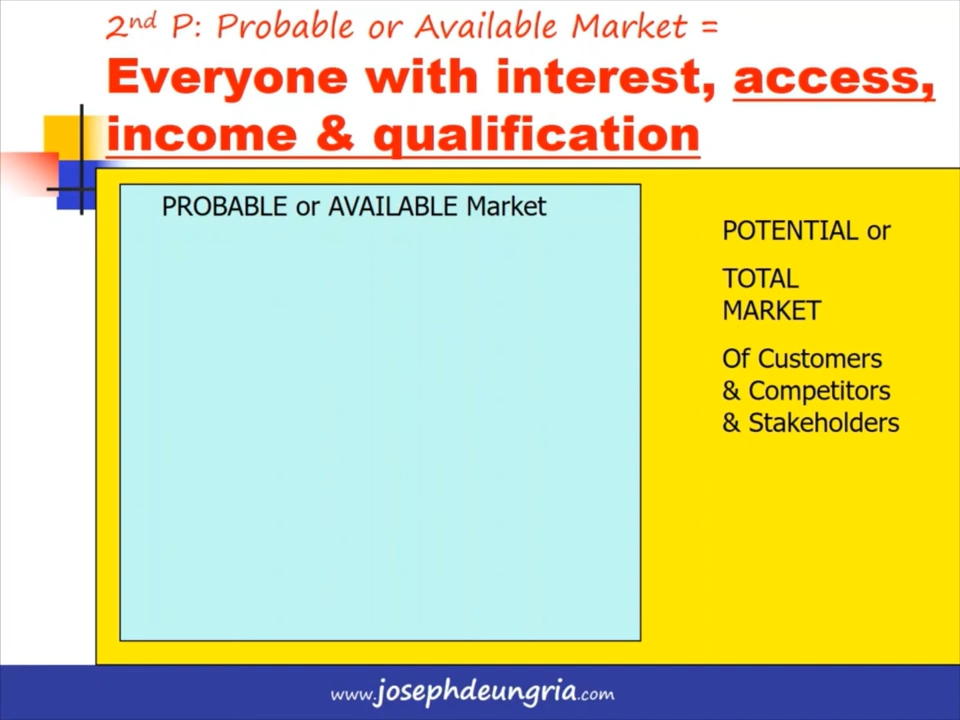 2nd P: Probable or Available Market =
Everyone with interest, access,
income & qualification
PROBABLE or AVAILABLE Market
POTENTIAL or
TOTAL
MARKET
Of Customers
& Competitors
& Stakeholders
www.josephdeungria.com